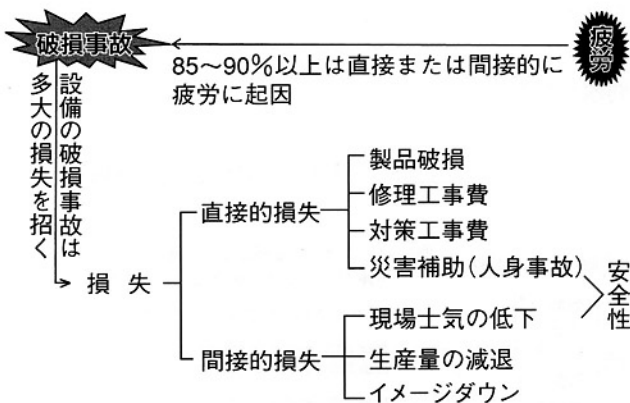 破損事故
疲労
85～90%以上は直接または間接的に
疲労に起因
設備の破損事故は
多大の損失を招く
損失
直接的損失
製品破損
修理工事費
対策工事費
災害補助(人身事故)
間接的損失
現場士気の低下
生産量の減退
イメージダウン
安全性